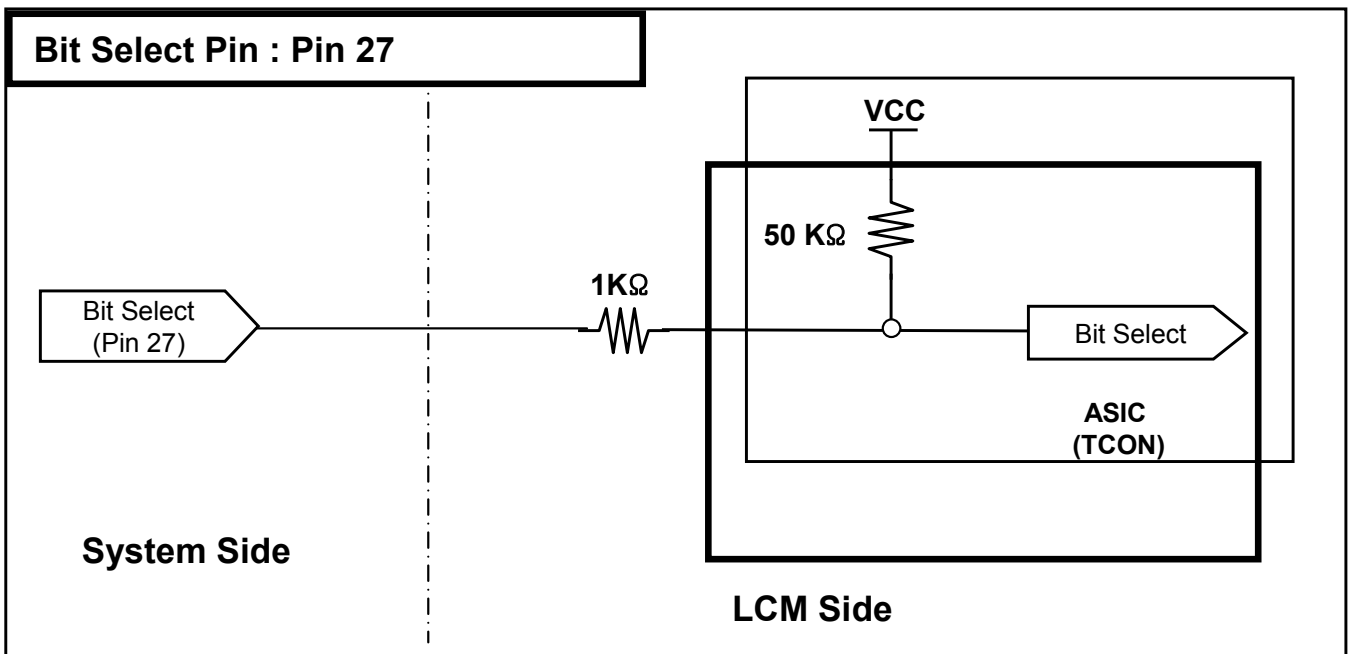 Bit Select Pin : Pin 27
VCC
50 KΩ
1KΩ
Bit Select
(Pin 27)
Bit Select
ASIC
(TCON)
System Side
LCM Side